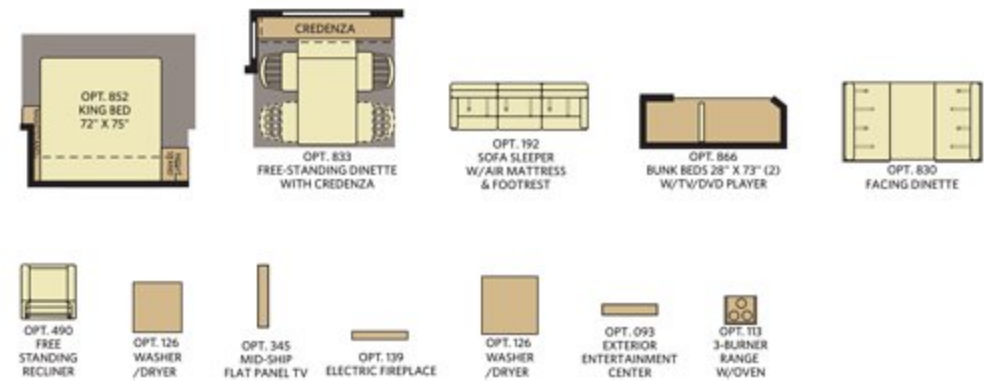 OPT. 852
KING BED
72" X 75"
CREDENZA
OPT. 833
FREE-STANDING DINETTE
WITH CREDENZA
OPT. 192
SOFA SLEEPER
W/AIR MATTRESS
& FOOTREST
OPT. 866
BUNK BEDS 28" X 73" (2)
W/TV/DVD PLAYER
OPT. 830
FACING DINETTE
OPT. 490
FREE
STANDING
RECLINER
OPT. 126
WASHER
/DRYER
OPT. 345
MID-SHIP
FLAT PANEL TV
OPT. 139
ELECTRIC FIREPLACE
OPT. 126
WASHER
/DRYER
OPT. 093
EXTERIOR
ENTERTAINMENT
CENTER
OPT. 113
3-BURNER
RANGE
W/OVEN